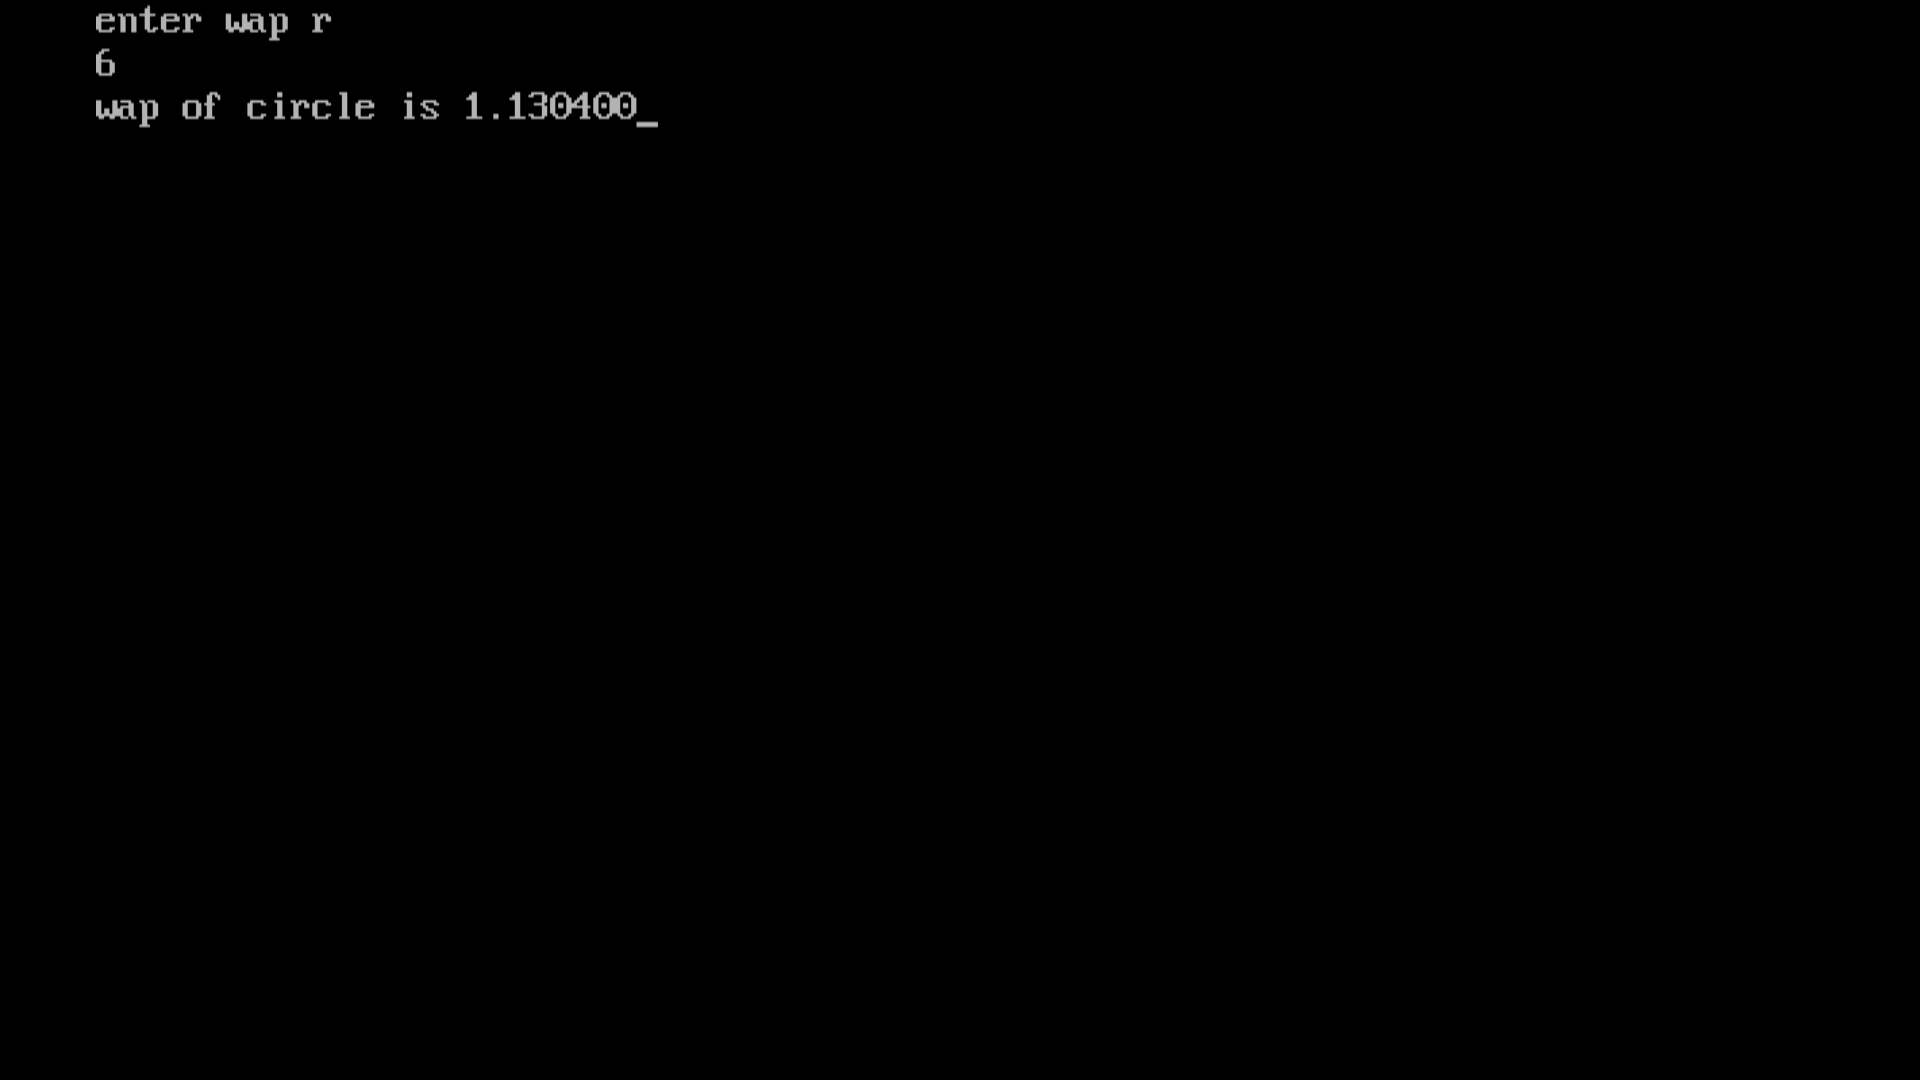 enter wap r
6
wap of circle is 1.130400_